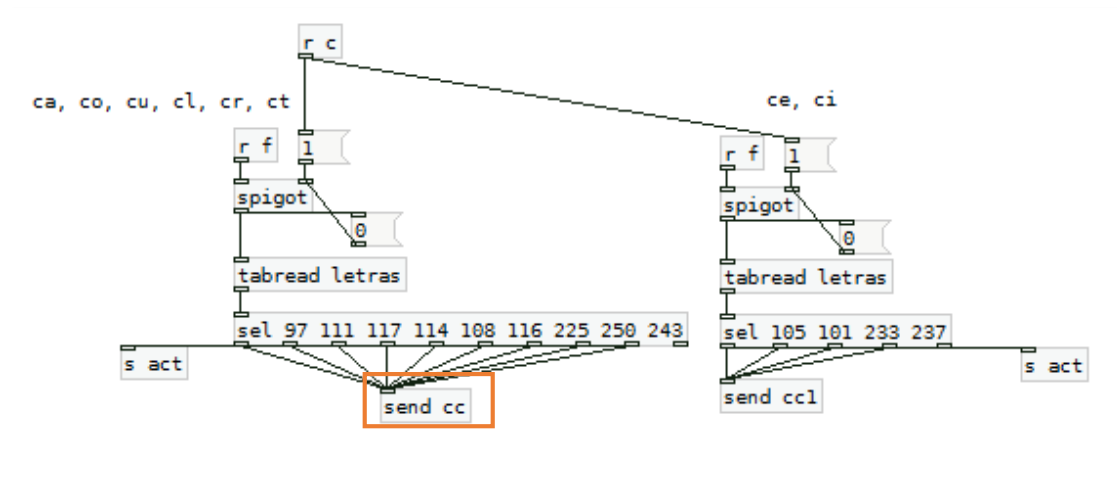 r c
ca, co, cu, cl, cr, ct
ce, ci
r f
1
r f
1
spigot
spigot
0
0
tabread letras
tabread letras
sel 97 111 117 114 108 116 225 250 243
sel 105 101 233 237
s act
s act
send cc
send cc1